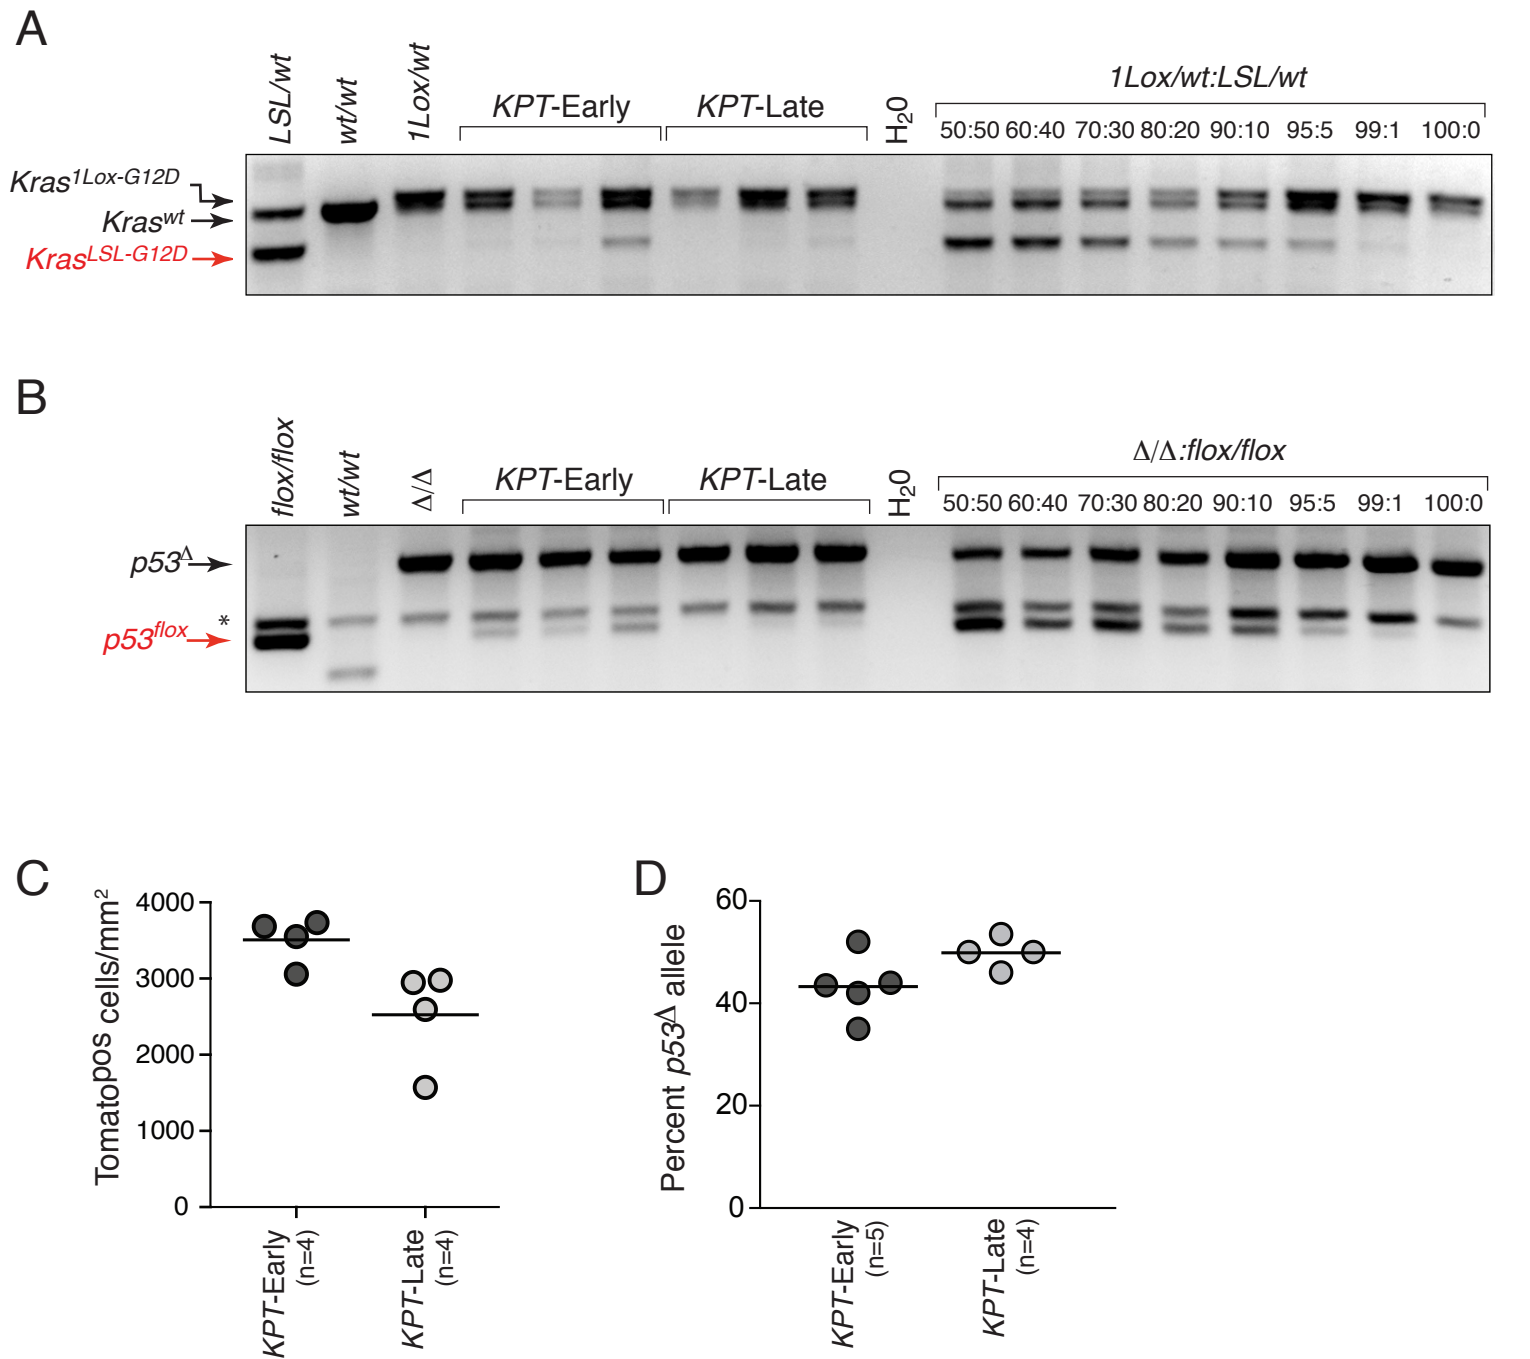 A
LSL/wt
wt/wt
1Lox/wt
KPT-Early
KPT-Late
H20
1Lox/wt:LSL/wt
50:50 60:40 70:30 80:20 90:10 95:5 99:1 100:0
Kras1Lox-G12D
Kraswt
KrasLSL-G12D
B
flox/flox
wt/wt
Δ/Δ
KPT-Early
KPT-Late
H20
Δ/Δ:flox/flox
50:50 60:40 70:30 80:20 90:10 95:5 99:1 100:0
p53Δ
*
p53flox
C
Tomatopos cells/mm2
4000
3000
2000
1000
0
KPT-Early
(n=4)
KPT-Late
(n=4)
D
Percent p53Δ allele
60
40
20
0
KPT-Early
(n=5)
KPT-Late
(n=4)